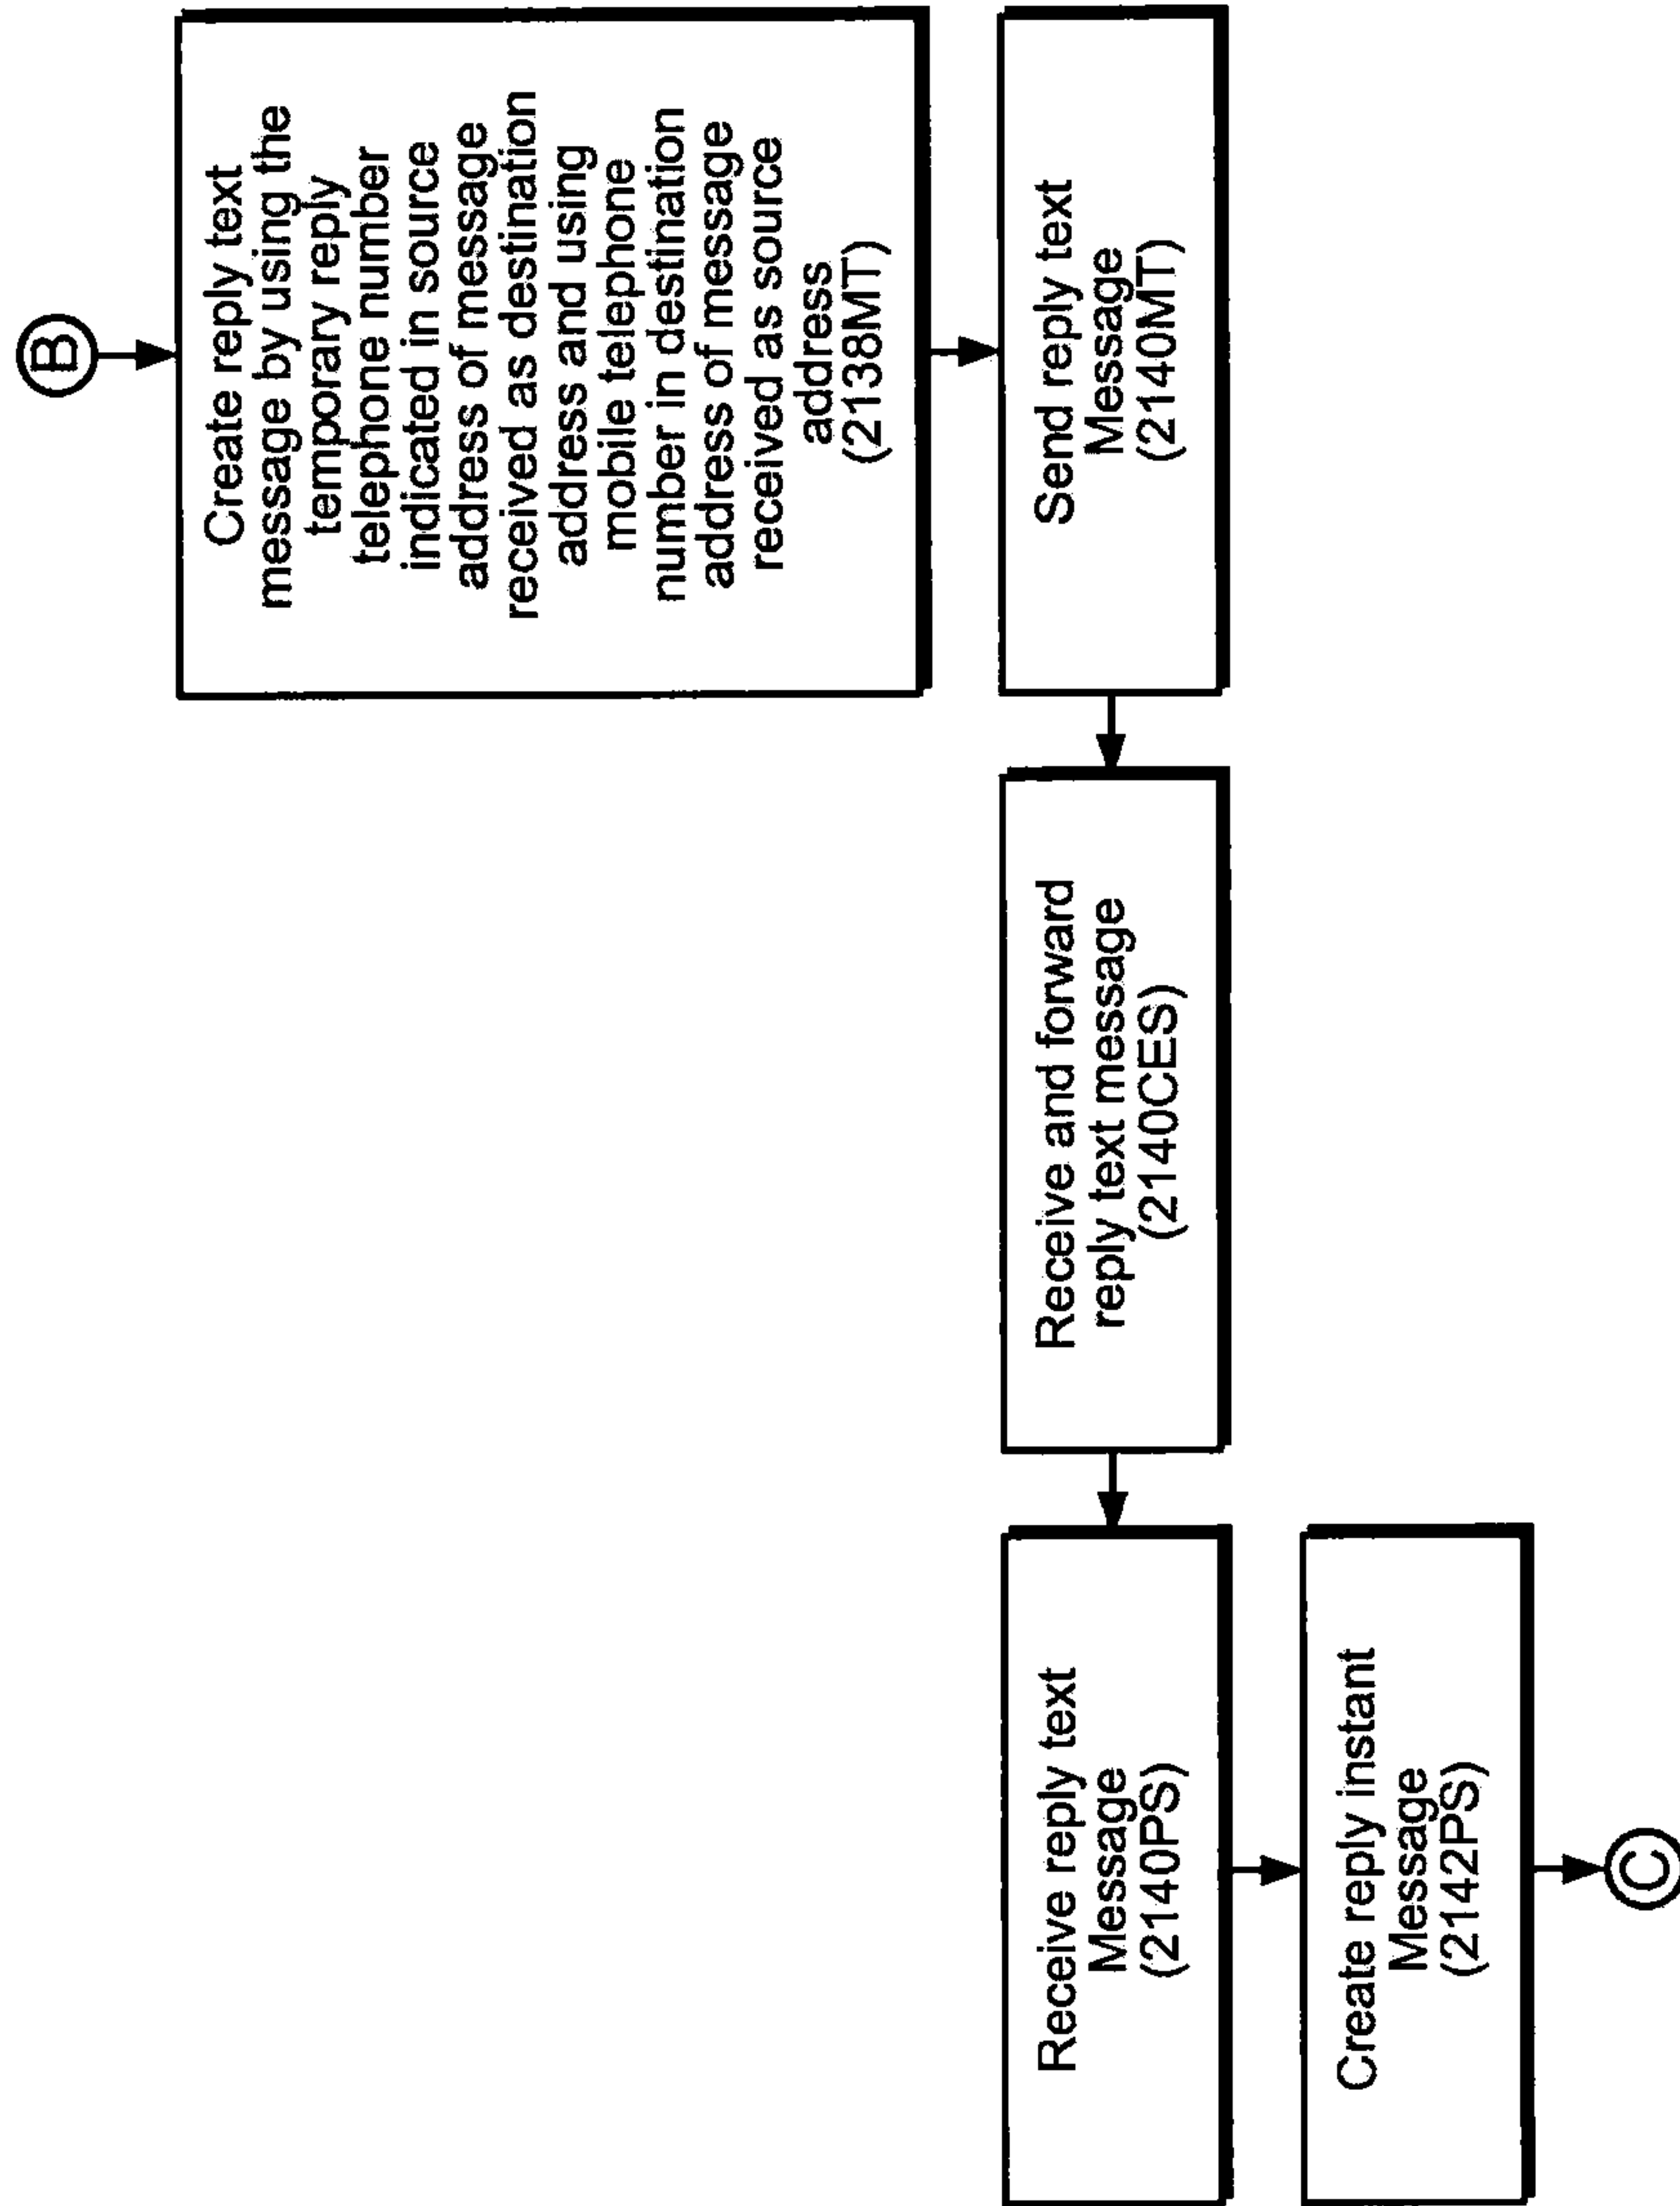 B
Create reply text
message by using the
temporary reply
telephone number
indicated in source
address of message
received as destination
address and using
mobile telephone
number in destination
address of message
received as source
address
(2138MT)
Send reply text
Message
(2140MT)
Receive and forward
reply text message
(2140CES)
Receive reply text
Message
(2140PS)
Create reply instant
Message
(2142PS)
C